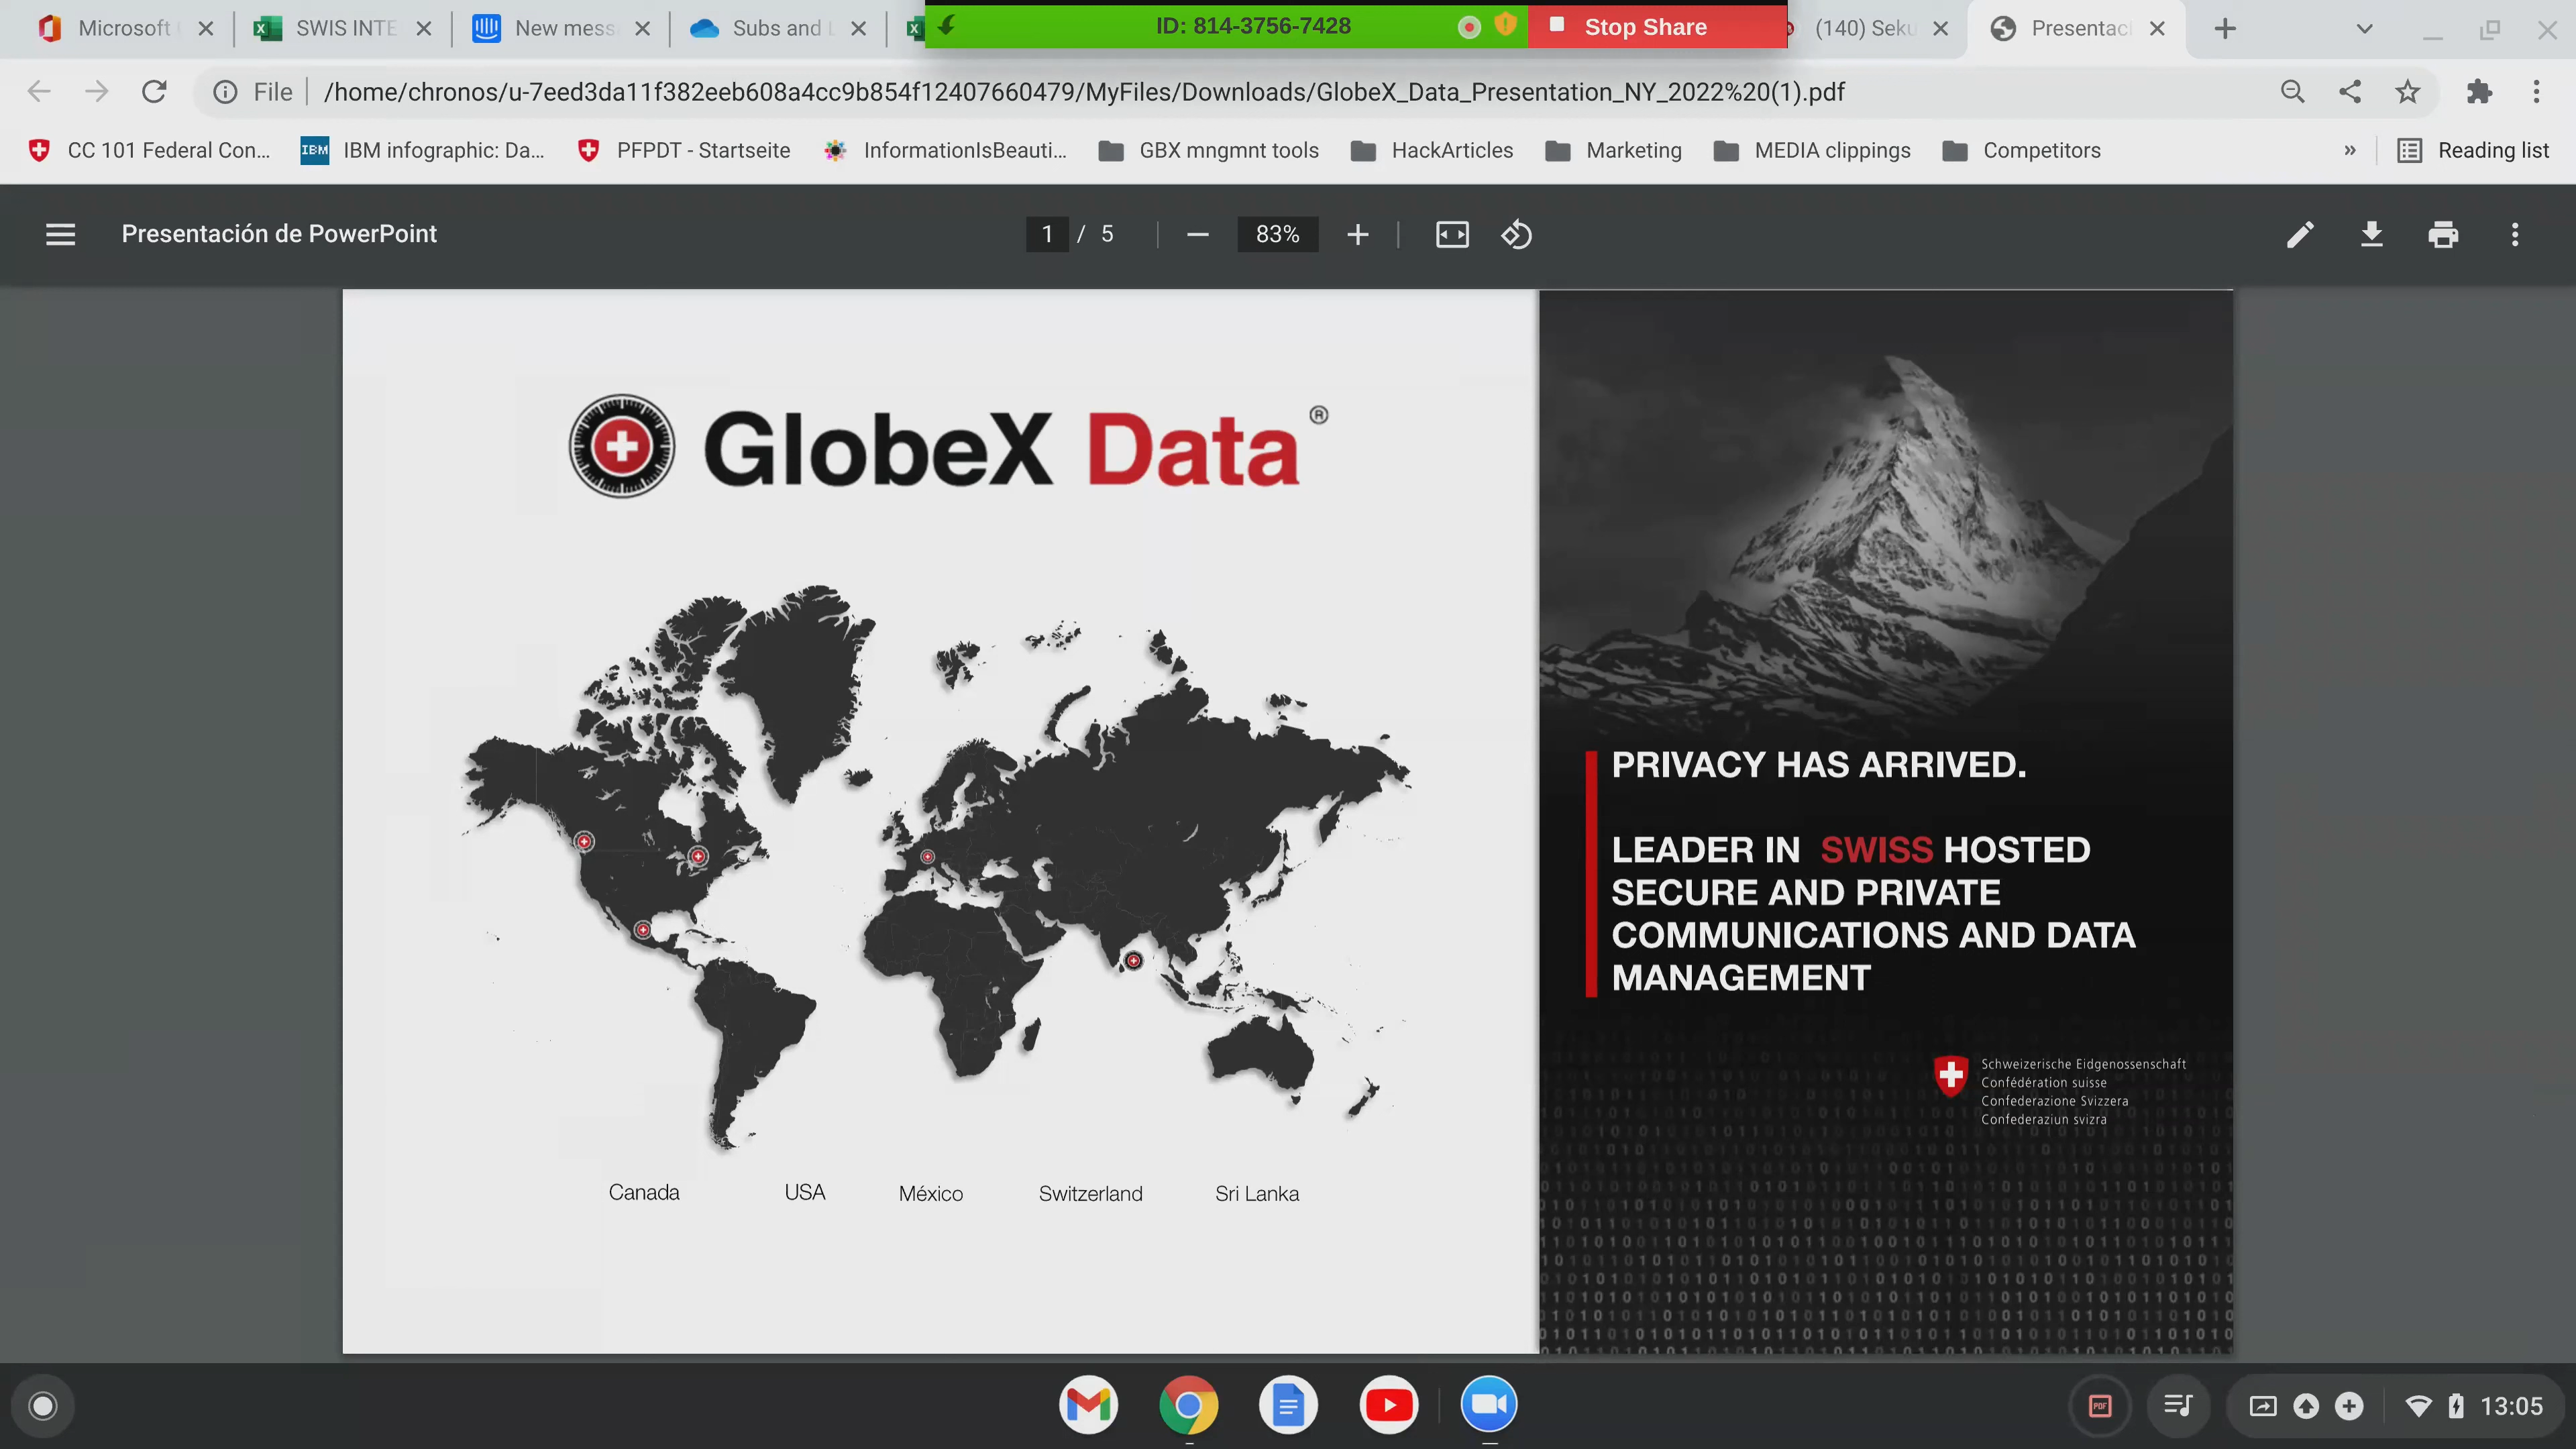 Microsoft
SWIS INTE
New mess
Subs and L
ID: 814-3756-7428
Stop Share
(140) Seku
Presentaci
File
/home/chronos/u-7eed3da11f382eeb608a4cc9b854f12407660479/MyFiles/Downloads/GlobeX_Data_Presentation_NY_2022%20(1).pdf
CC 101 Federal Con...
IBM
IBM infographic: Da...
PFPDT - Startseite
InformationIsBeauti...
GBX mngmnt tools
HackArticles
Marketing
MEDIA clippings
Competitors
»
Reading list
Presentación de PowerPoint
1 / 5
83%
GlobeX Data®
PRIVACY HAS ARRIVED.
LEADER IN SWISS HOSTED
SECURE AND PRIVATE
COMMUNICATIONS AND DATA
MANAGEMENT
Schweizerische Eidgenossenschaft
Confédération suisse
Confederazione Svizzera
Confederaziun svizra
Canada
USA
México
Switzerland
Sri Lanka
PDF
13:05